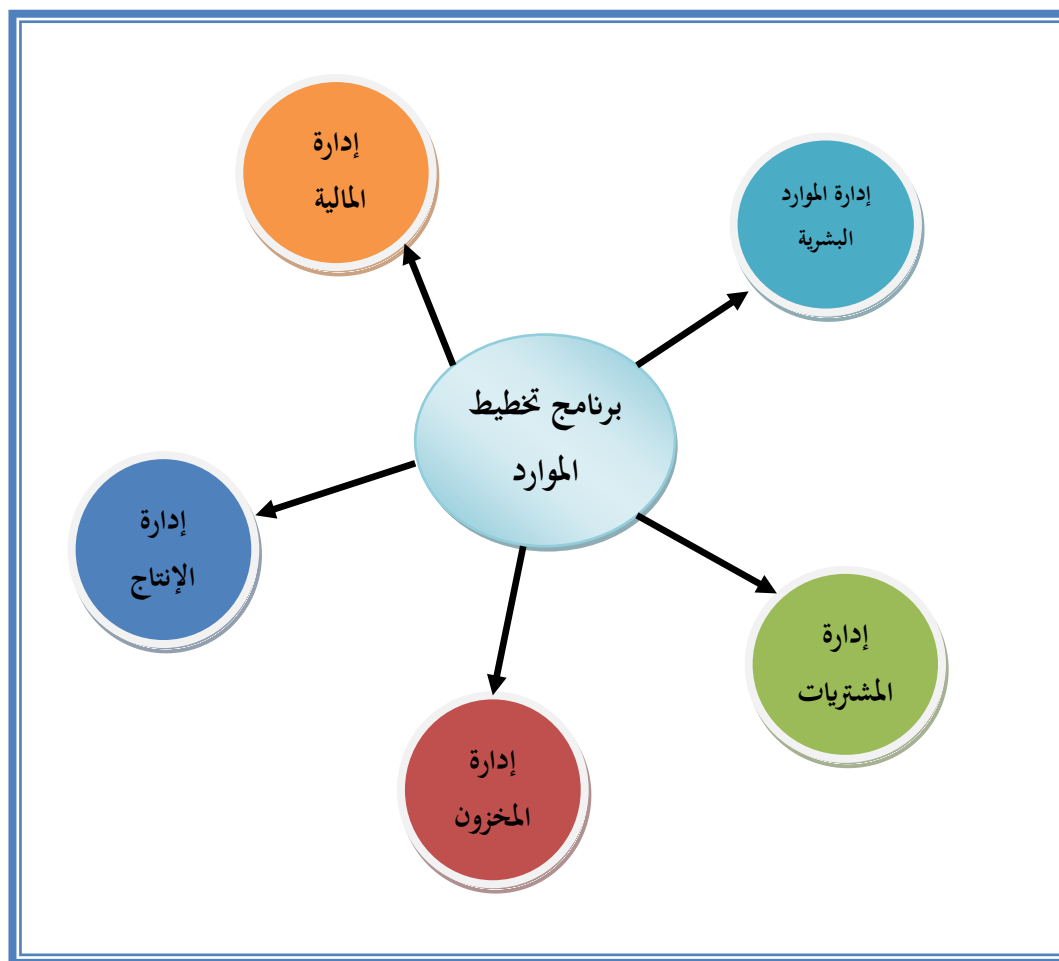 إدارة
المالية
إدارة الموارد
البشرية
برنامج تخطيط
الموارد
إدارة
الإنتاج
إدارة
المشتريات
إدارة
المخزون